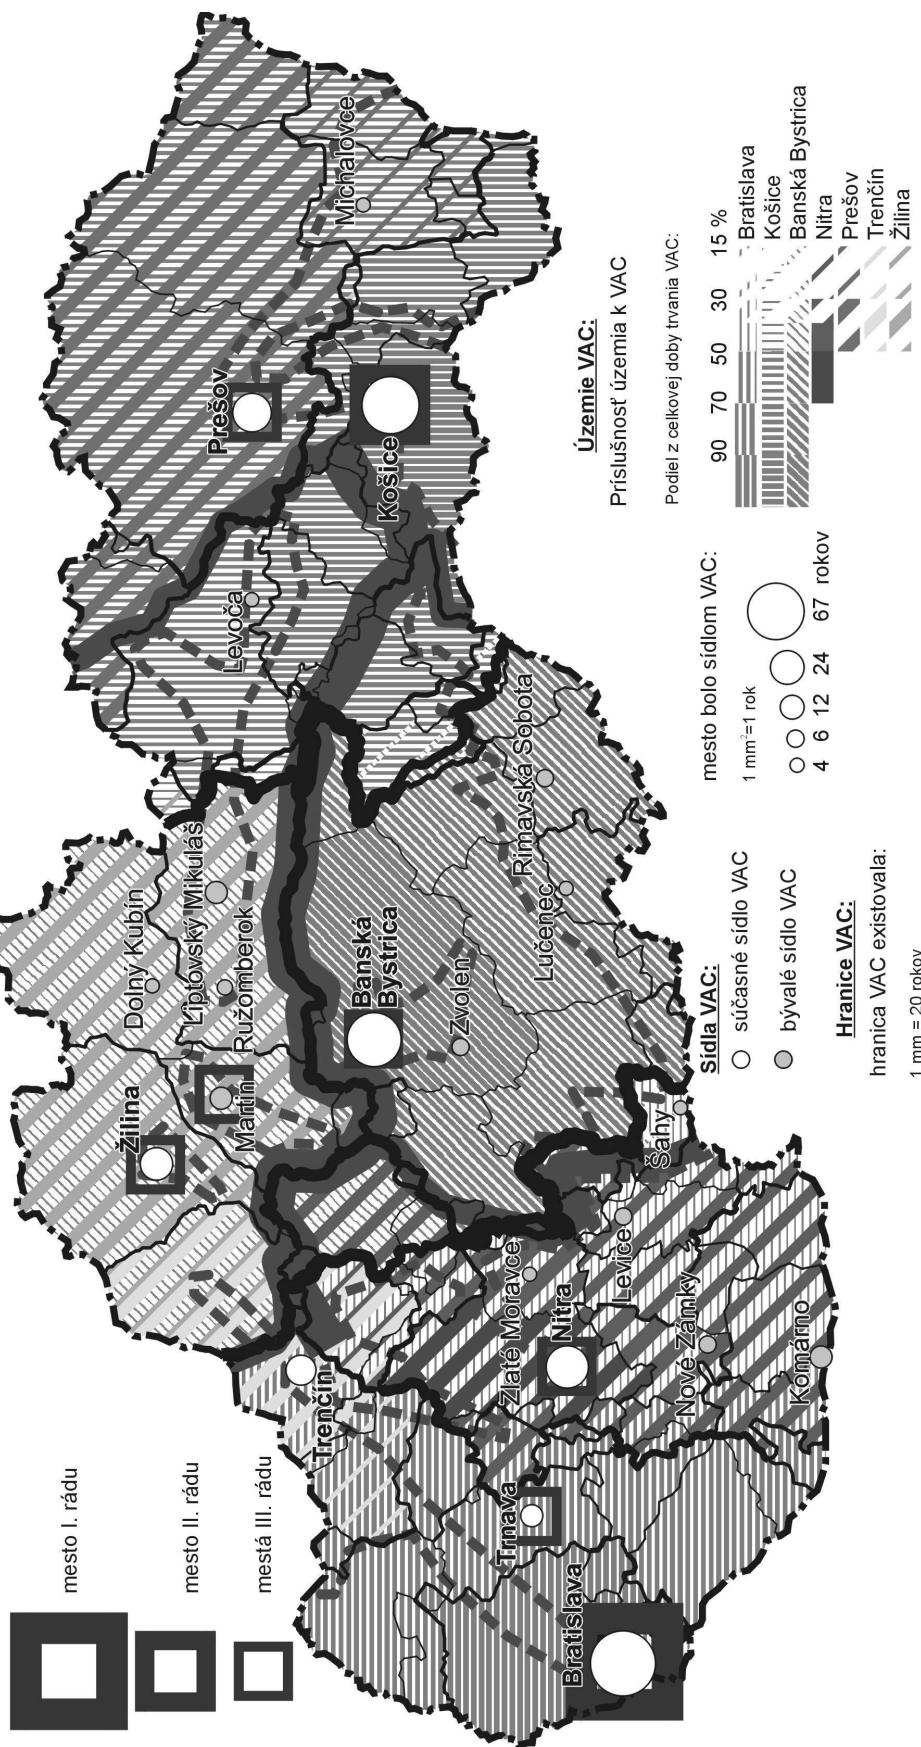 mesto I. rádu
mesto II. rádu
mestá III. rádu
Žilina
Dolný Kubín
Liptovský Mikuláš
Ružomberok
Martin
Trenčín
Prešov
Levoča
Michalovce
Košice
Banská
Bystrica
Zvolen
Rimavská Sobota
Lučenec
Zlaté Moravce
Nitra
Levice
Šahy
Nové Zámky
Komárno
Trnava
Bratislava
Sídla VAC:
súčasné sídlo VAC
bývalé sídlo VAC
Hranice VAC:
hranica VAC existovala:
1 mm = 20 rokov
mesto bolo sídlom VAC:
1 mm²=1 rok
4 6 12 24 67 rokov
Územie VAC:
Príslušnosť územia k VAC
Podiel z celkovej doby trvania VAC:
90 70 50 30 15 %
Bratislava
Košice
Banská Bystrica
Nitra
Prešov
Trenčín
Žilina